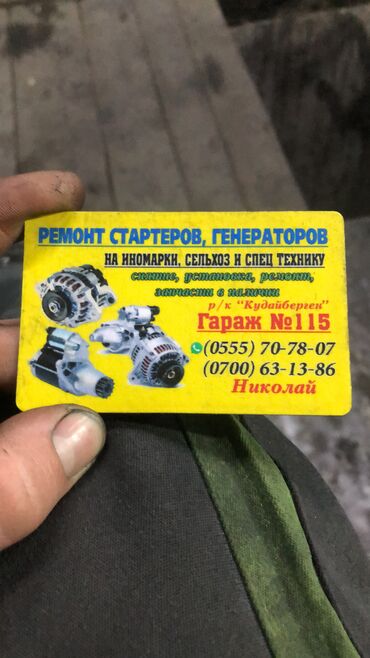 РЕМОНТ СТАРТЕРОВ, ГЕНЕРАТОРОВ
НА ИНОМАРКИ, СЕЛЬХОЗ И СПЕЦ ТЕХНИКУ
снятие, установка, ремонт,
запчасти в наличии
р/к "Кудайберген"
Гараж №115
(0555) 70-78-07
(0700) 63-13-86
Николай